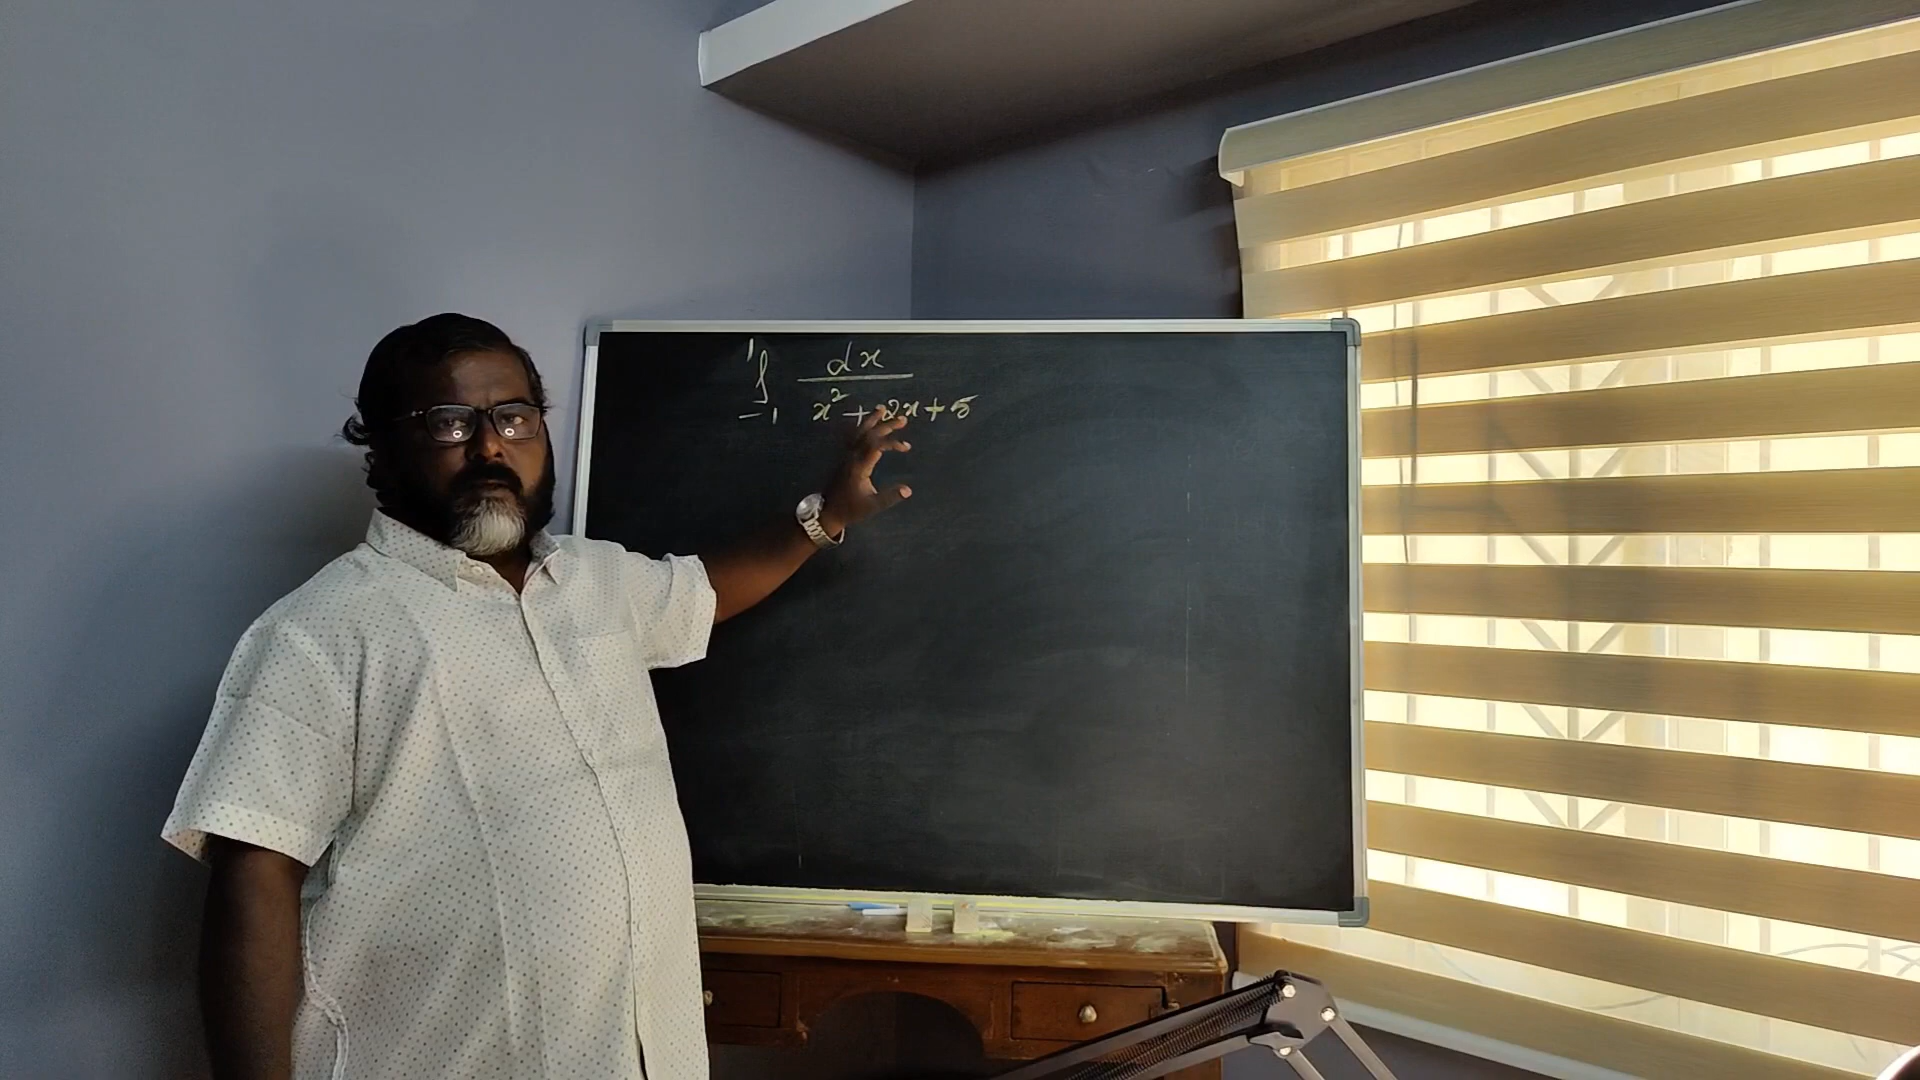 1
∫ dx
-1 x² + 2x + 5